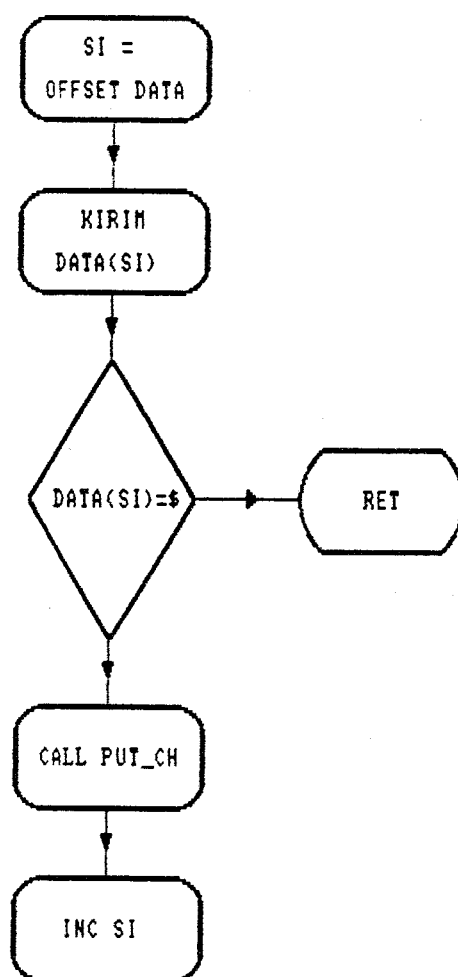 SI =
OFFSET DATA
KIRIM
DATA(SI)
DATA(SI)=$
RET
CALL PUT_CH
INC SI